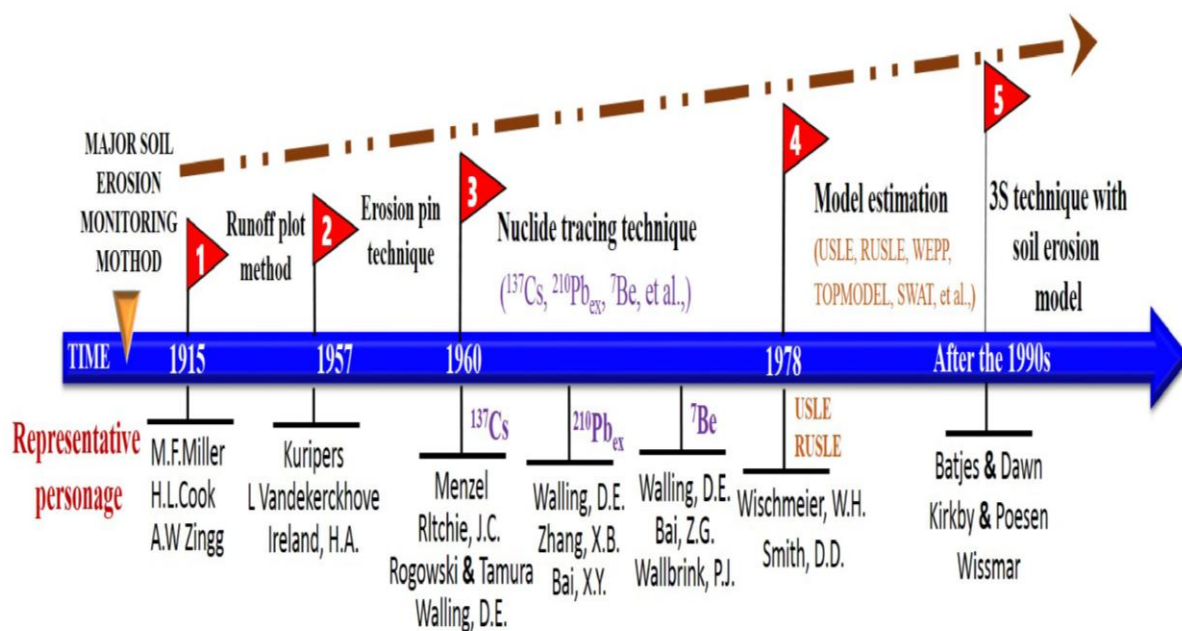 MAJOR SOIL
EROSION
MONITORING
MOTHOD
1
Runoff plot
method
2
Erosion pin
technique
3
Nuclide tracing technique
(¹³⁷Cs, ²¹⁰Pbₑₓ, ⁷Be, et al.,)
4
Model estimation
(USLE, RUSLE, WEPP,
TOPMODEL, SWAT, et al.,)
5
3S technique with
soil erosion
model
TIME 1915 1957 1960 1978 After the 1990s
Representative
personage
M.F.Miller
H.L.Cook
A.W Zingg
Kuripers
L Vandekerckhove
Ireland, H.A.
¹³⁷Cs
Menzel
RItchie, J.C.
Rogowski & Tamura
Walling, D.E.
²¹⁰Pbₑₓ
Walling, D.E.
Zhang, X.B.
Bai, X.Y.
⁷Be
Walling, D.E.
Bai, Z.G.
Wallbrink, P.J.
USLE
RUSLE
Wischmeier, W.H.
Smith, D.D.
Batjes & Dawn
Kirkby & Poesen
Wissmar